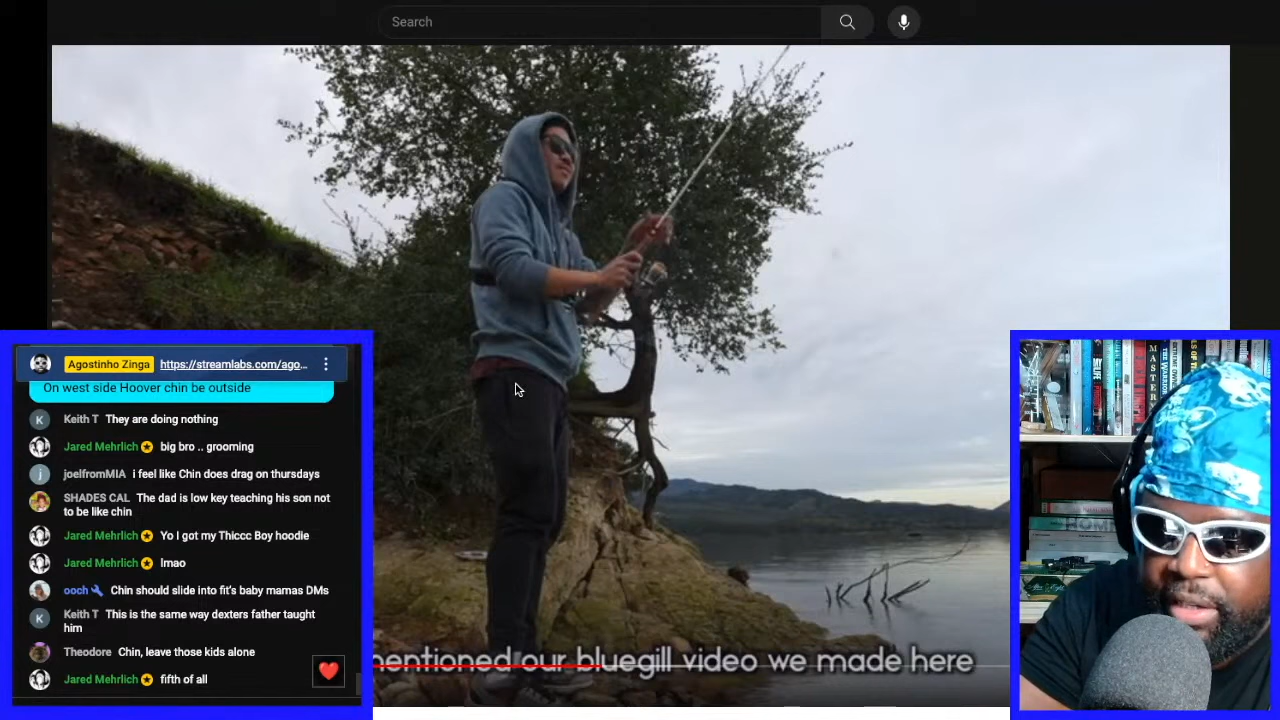 Search
Agostinho Zinga https://streamlabs.com/ago...
On west side Hoover chin be outside
K Keith T They are doing nothing
Jared Mehrlich big bro .. grooming
j joelfromMIA i feel like Chin does drag on thursdays
SHADES CAL The dad is low key teaching his son not
to be like chin
Jared Mehrlich Yo I got my Thiccc Boy hoodie
Jared Mehrlich lmao
ooch Chin should slide into fit's baby mamas DMs
K Keith T This is the same way dexters father taught
him
Theodore Chin, leave those kids alone
Jared Mehrlich fifth of all
mentioned our bluegill video we made here
MASTERY
THE WARRIOR